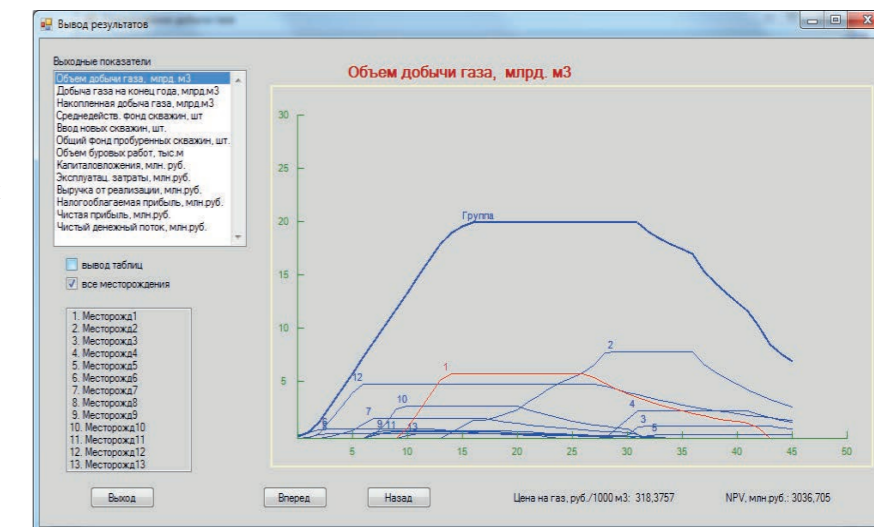 Вывод результатов
Выходные показатели
Объем добычи газа, млрд. м3
Добыча газа на конец года, млрд.м3
Накопленная добыча газа, млрд.м3
Среднедейств. фонд скважин, шт
Ввод новых скважин, шт.
Общий фонд пробуренных скважин, шт.
Объем буровых работ, тыс.м
Капиталовложения, млн. руб.
Эксплуатац. затраты, млн.руб.
Выручка от реализации, млн.руб.
Налогооблагаемая прибыль, млн.руб.
Чистая прибыль, млн.руб.
Чистый денежный поток, млн.руб.
вывод таблиц
все месторождения
1. Месторожд1
2. Месторожд2
3. Месторожд3
4. Месторожд4
5. Месторожд5
6. Месторожд6
7. Месторожд7
8. Месторожд8
9. Месторожд9
10. Месторожд10
11. Месторожд11
12. Месторожд12
13. Месторожд13
Объем добычи газа, млрд. м3
30
25
20
Группа
15
10
2
1
5
12
10
4
7
3
9 11 13
5 10 15 20 25 30 35 40 45 50
Выход
Вперед
Назад
Цена на газ, руб./1000 м3: 318,3757
NPV, млн.руб.: 3036,705